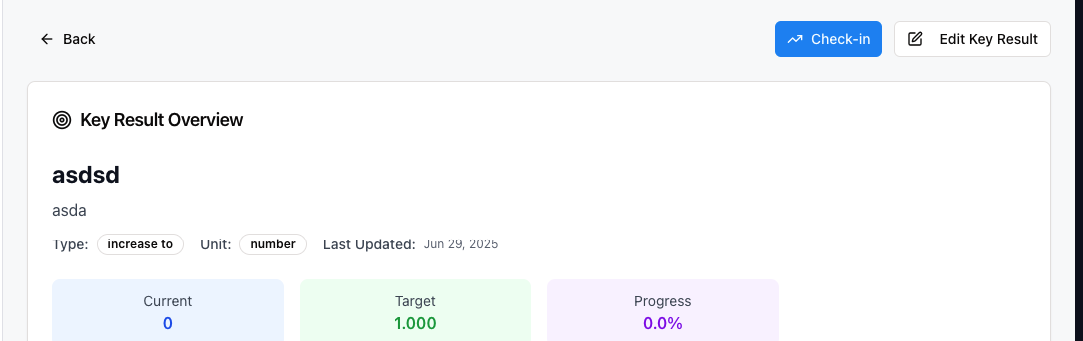 Back
Check-in
Edit Key Result
Key Result Overview
asdsd
asda
Type: increase to Unit: number Last Updated: Jun 29, 2025
Current
0
Target
1.000
Progress
0.0%